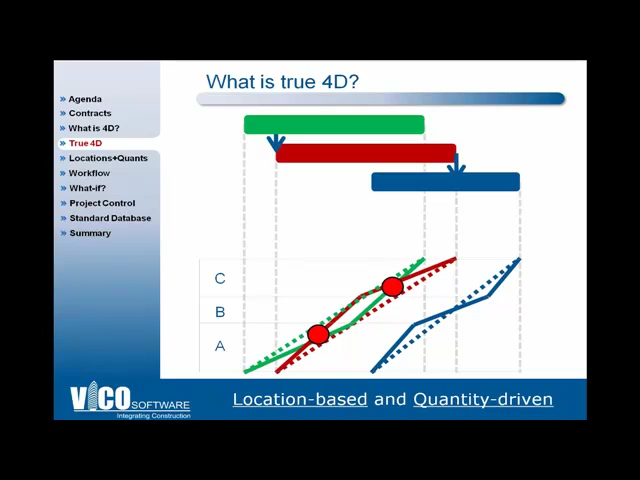 What is true 4D?
» Agenda
» Contracts
» What is 4D?
» True 4D
» Locations+Quants
» Workflow
» What-if?
» Project Control
» Standard Database
» Summary
C
B
A
VICO SOFTWARE
Integrating Construction
Location-based and Quantity-driven